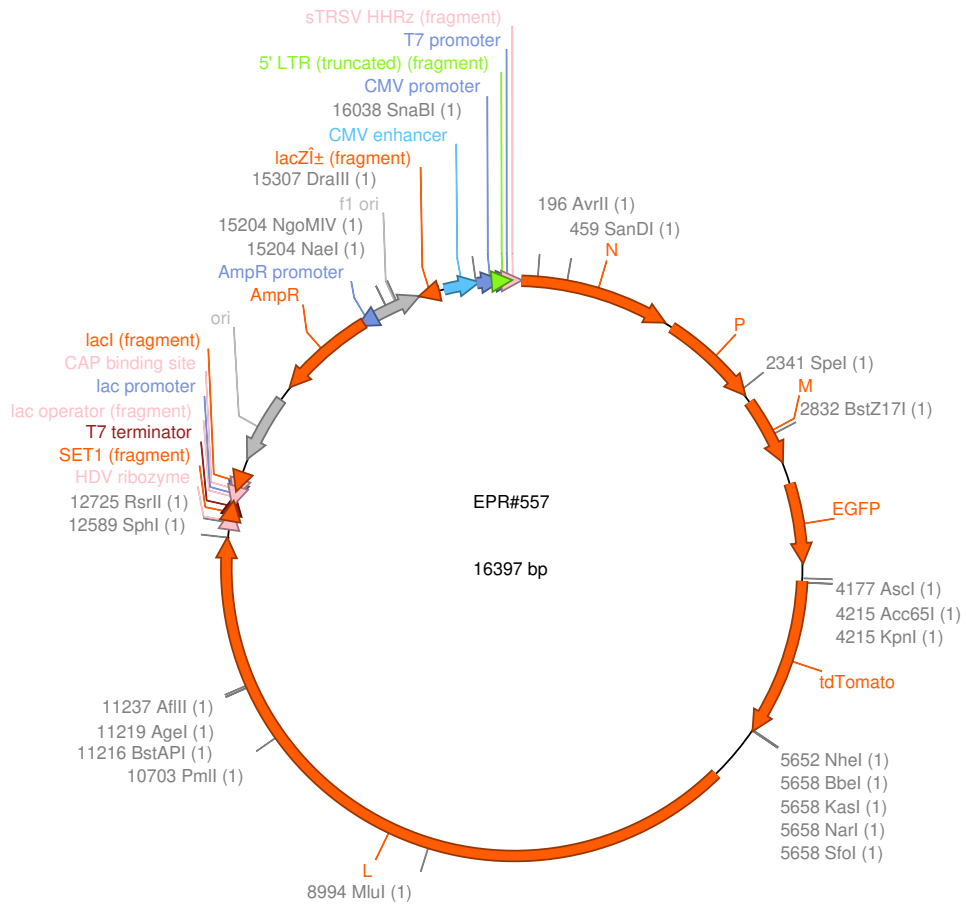 sTRSV HHRz (fragment)
T7 promoter
5' LTR (truncated) (fragment)
CMV promoter
16038 SnaBI (1)
CMV enhancer
lacZÎ± (fragment)
15307 DraIII (1)
f1 ori
15204 NgoMIV (1)
15204 NaeI (1)
AmpR promoter
AmpR
ori
lacI (fragment)
CAP binding site
lac promoter
lac operator (fragment)
T7 terminator
SET1 (fragment)
HDV ribozyme
12725 RsrII (1)
12589 SphI (1)
196 AvrII (1)
459 SanDI (1)
N
P
2341 SpeI (1)
M
2832 BstZ17I (1)
EGFP
EPR#557
16397 bp
4177 AscI (1)
4215 Acc65I (1)
4215 KpnI (1)
tdTomato
5652 NheI (1)
5658 BbeI (1)
5658 KasI (1)
5658 NarI (1)
5658 SfoI (1)
11237 AflII (1)
11219 AgeI (1)
11216 BstAPI (1)
10703 PmlI (1)
L
8994 MluI (1)